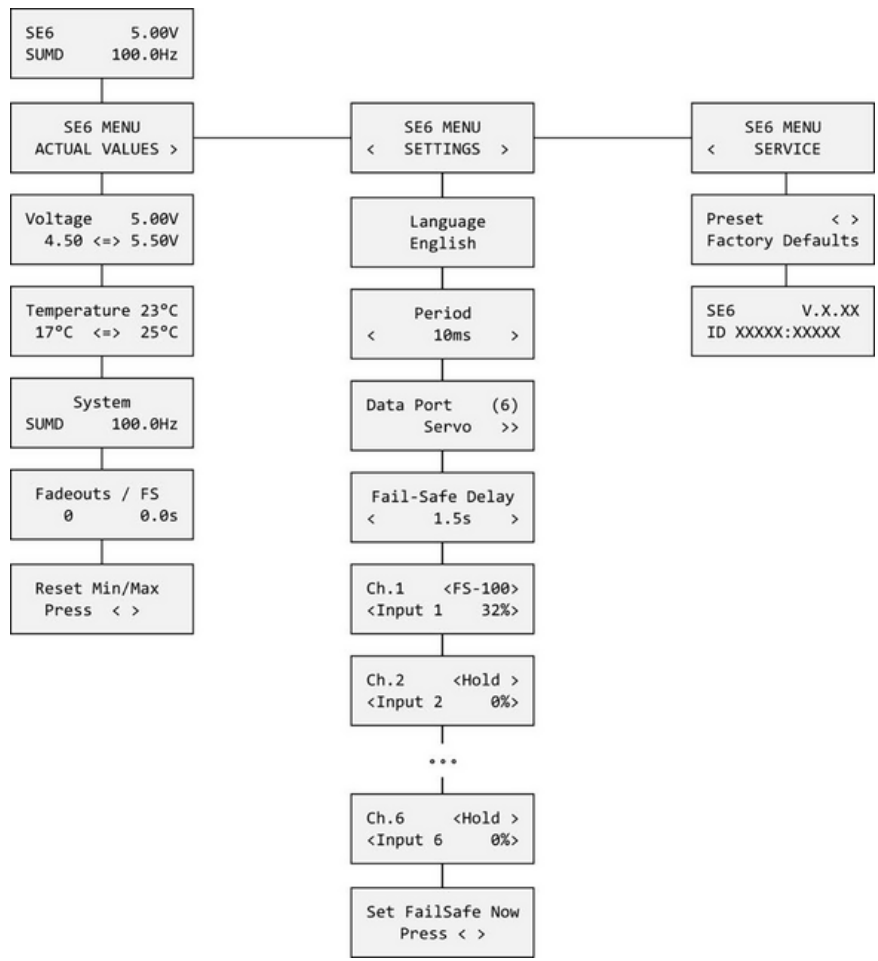 SE6 5.00V
SUMD 100.0Hz
SE6 MENU
ACTUAL VALUES >
Voltage 5.00V
4.50 <=> 5.50V
Temperature 23°C
17°C <=> 25°C
System
SUMD 100.0Hz
Fadeouts / FS
0 0.0s
Reset Min/Max
Press < >
SE6 MENU
< SETTINGS >
Language
English
Period
< 10ms >
Data Port (6)
Servo >>
Fail-Safe Delay
< 1.5s >
Ch.1 <FS-100>
<Input 1 32%>
Ch.2 <Hold >
<Input 2 0%>
∘∘∘
Ch.6 <Hold >
<Input 6 0%>
Set FailSafe Now
Press < >
SE6 MENU
< SERVICE
Preset < >
Factory Defaults
SE6 V.X.XX
ID XXXXX:XXXXX